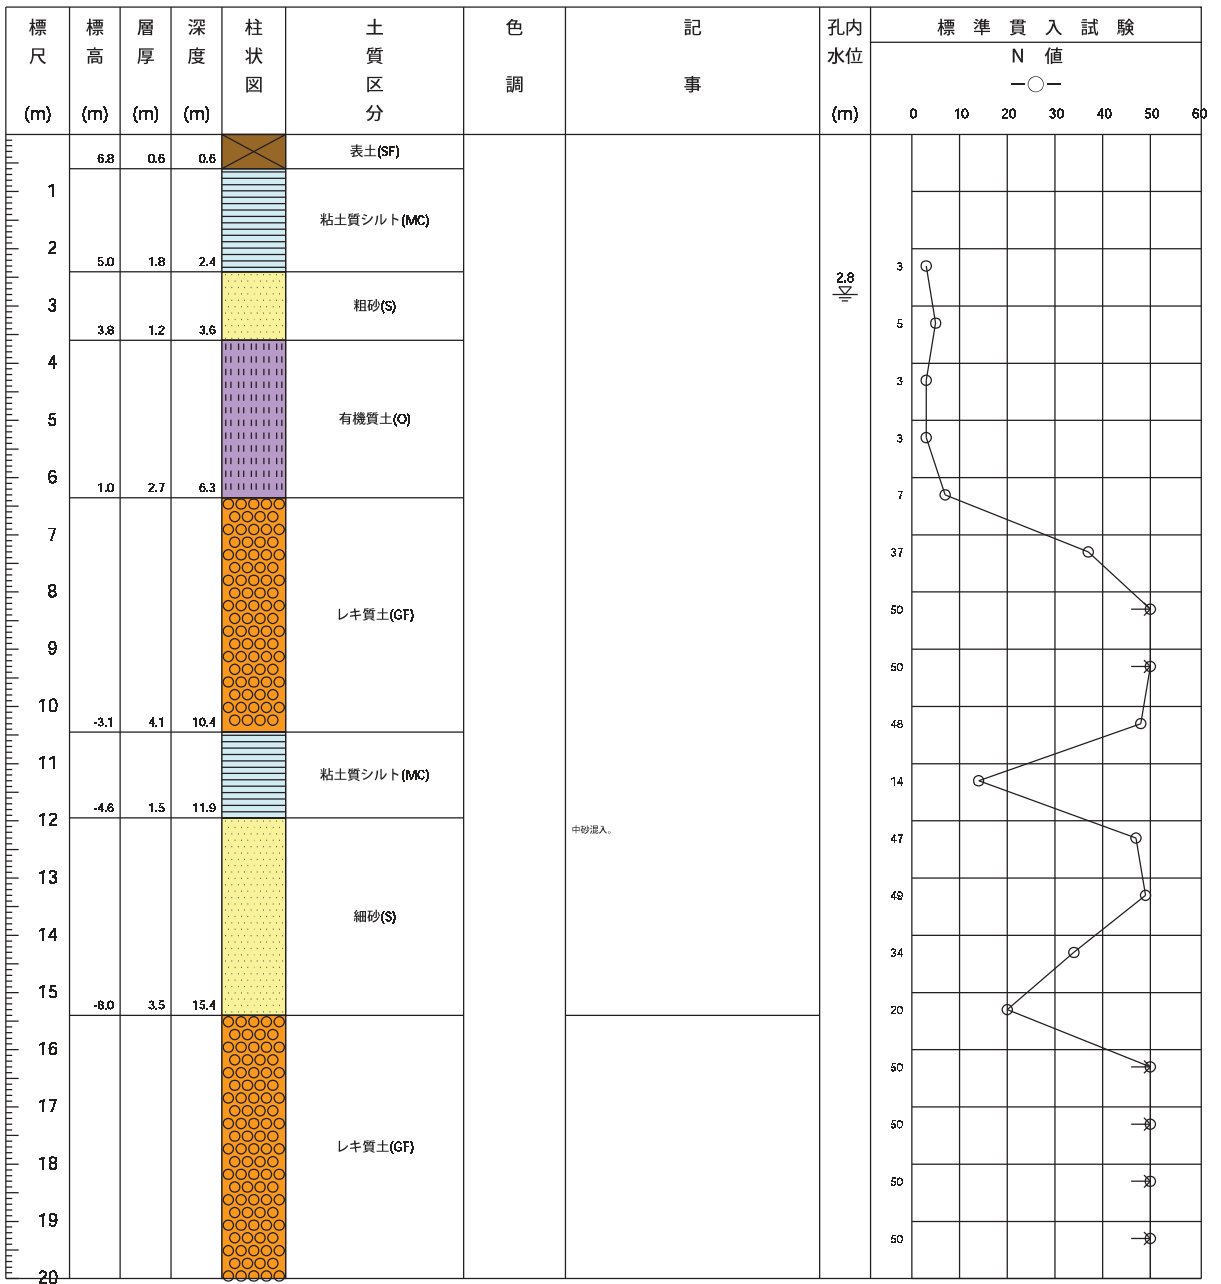 標尺(m) 標高(m) 層厚(m) 深度(m) 柱状図 土質区分 色調 記事 孔内水位(m) 標準貫入試験
N 値
0 10 20 30 40 50 60
6.8 0.6 0.6 表土(SF)
1
粘土質シルト(MC)
2
5.0 1.8 2.4
3
2.8
3 粗砂(S)
5
3.8 1.2 3.6
4
3
5 有機質土(O)
3
6
1.0 2.7 6.3
7
7
37
8
レキ質土(GF)
50
9
50
10
-3.1 4.1 10.4
48
11
粘土質シルト(MC)
14
-4.6 1.5 11.9
12
中砂混入。
47
13
49
細砂(S)
14
34
15
-8.0 3.5 15.4
20
16
50
17
50
レキ質土(GF)
18
50
19
50
20